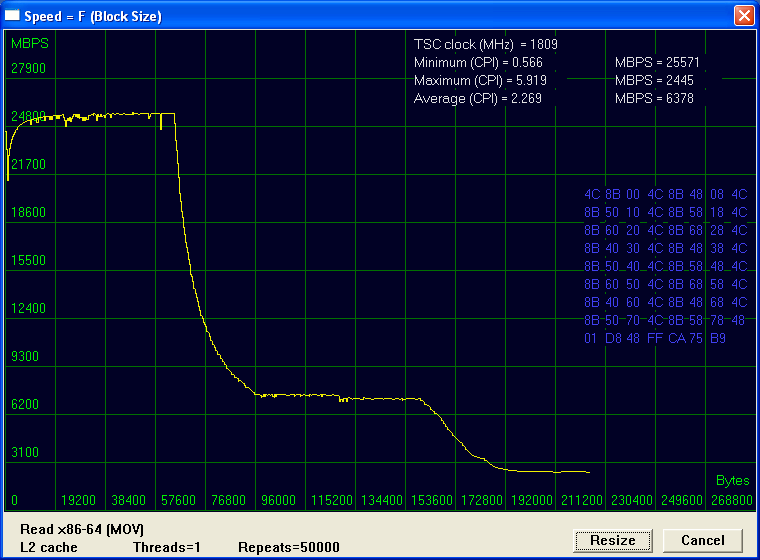 Speed = F (Block Size)
MBPS
27900
24800
21700
18600
15500
12400
9300
6200
3100
TSC clock (MHz) = 1809
Minimum (CPI) = 0.566 MBPS = 25571
Maximum (CPI) = 5.919 MBPS = 2445
Average (CPI) = 2.269 MBPS = 6378
4C 8B 00 4C 8B 48 08 4C
8B 50 10 4C 8B 58 18 4C
8B 60 20 4C 8B 68 28 4C
8B 40 30 4C 8B 48 38 4C
8B 50 40 4C 8B 58 48 4C
8B 60 50 4C 8B 68 58 4C
8B 40 60 4C 8B 48 68 4C
8B 50 70 4C 8B 58 78 48
01 D8 48 FF CA 75 B9
Bytes
0 19200 38400 57600 76800 96000 115200 134400 153600 172800 192000 211200 230400 249600 268800
Read x86-64 (MOV)
L2 cache Threads=1 Repeats=50000
Resize Cancel